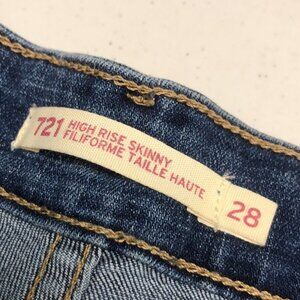 721 HIGH RISE SKINNY
FILIFORME TAILLE HAUTE
28